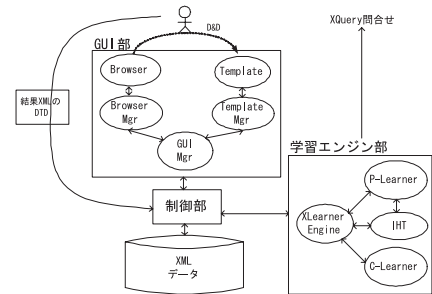 D&D
XQuery問合せ
GUI部
Browser
Template
結果XMLの
DTD
Browser
Mgr
Template
Mgr
GUI
Mgr
学習エンジン部
P-Learner
制御部
XLearner
Engine
IHT
C-Learner
XML
データ